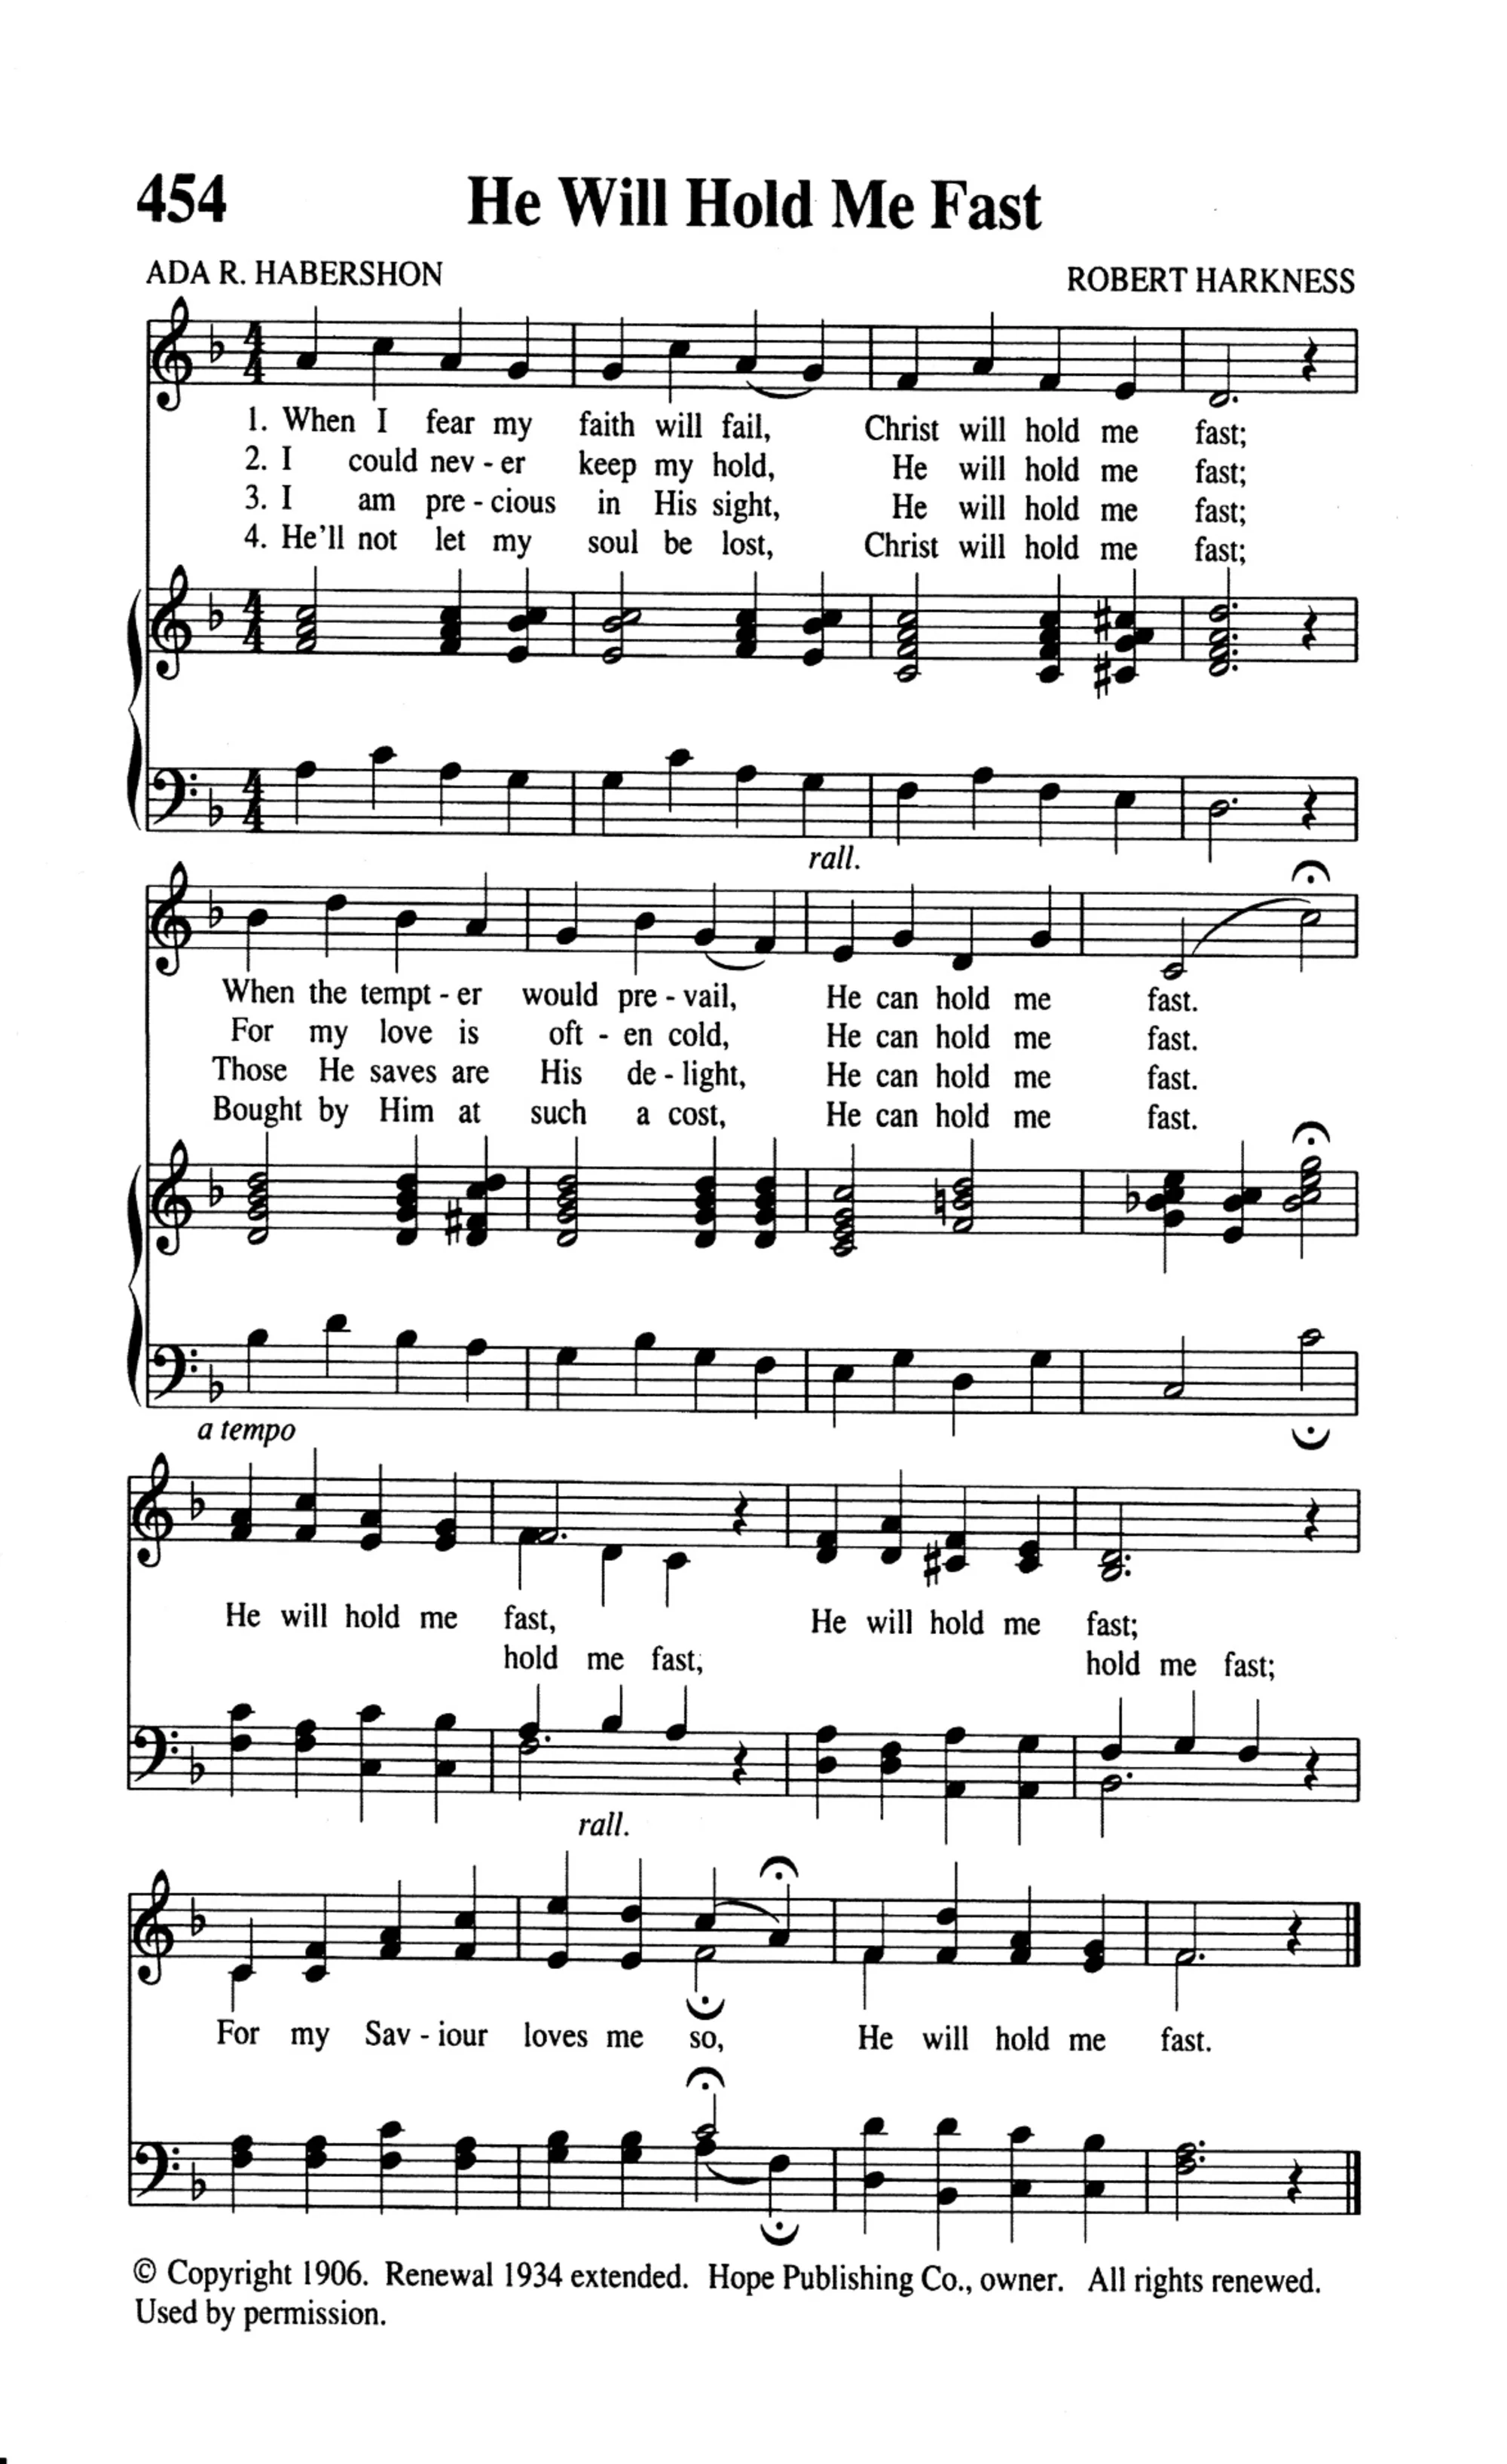 454 He Will Hold Me Fast
ADA R. HABERSHON ROBERT HARKNESS
1. When I fear my faith will fail, Christ will hold me fast;
2. I could nev - er keep my hold, He will hold me fast;
3. I am pre - cious in His sight, He will hold me fast;
4. He'll not let my soul be lost, Christ will hold me fast;
rall.
When the tempt - er would pre - vail, He can hold me fast.
For my love is oft - en cold, He can hold me fast.
Those He saves are His de - light, He can hold me fast.
Bought by Him at such a cost, He can hold me fast.
a tempo
He will hold me fast, He will hold me fast;
hold me fast; hold me fast;
rall.
For my Sav - iour loves me so, He will hold me fast.
© Copyright 1906. Renewal 1934 extended. Hope Publishing Co., owner. All rights renewed.
Used by permission.